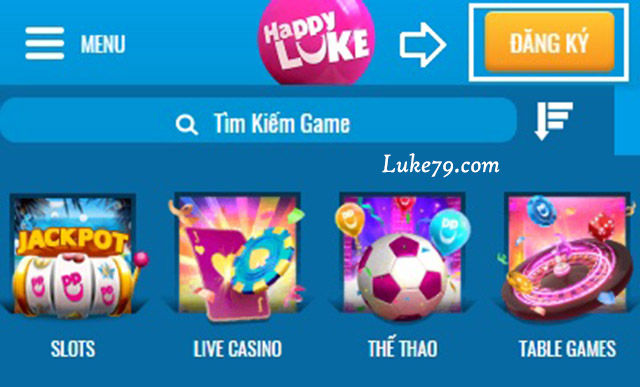 MENU
Happy
LUKE
ĐĂNG KÝ
Tìm Kiếm Game
Luke79.com
JACKPOT
SLOTS
LIVE CASINO
THỂ THAO
TABLE GAMES